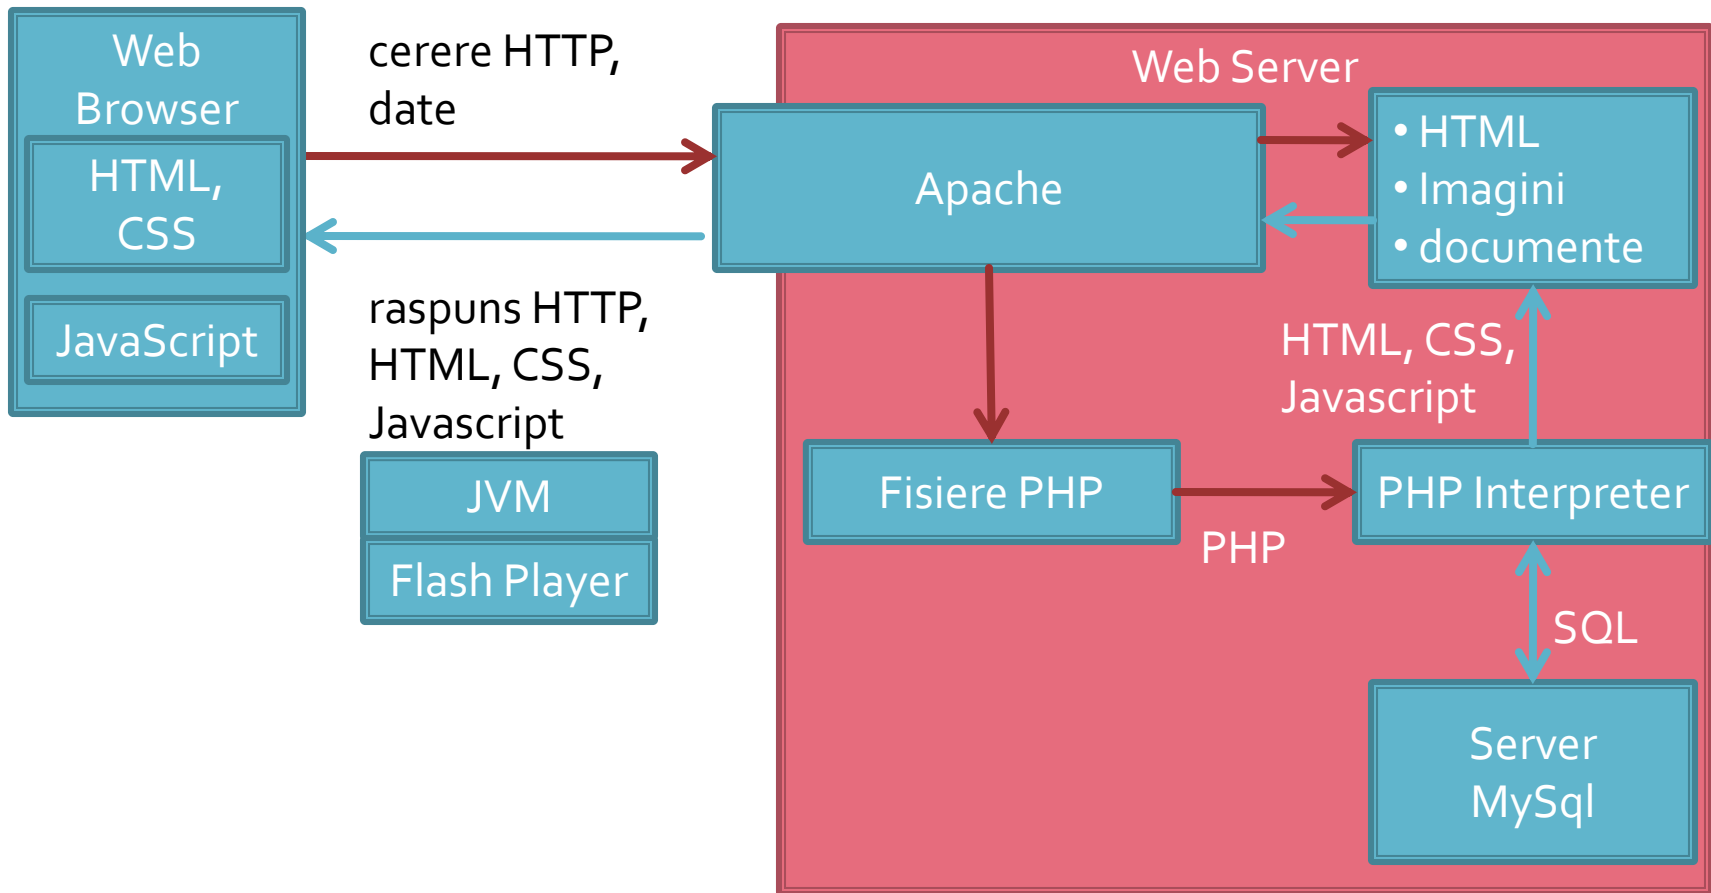 Web
Browser
HTML,
CSS
JavaScript
cerere HTTP,
date
raspuns HTTP,
HTML, CSS,
Javascript
JVM
Flash Player
Web Server
Apache
• HTML
• Imagini
• documente
HTML, CSS,
Javascript
Fisiere PHP
PHP
PHP Interpreter
SQL
Server
MySql